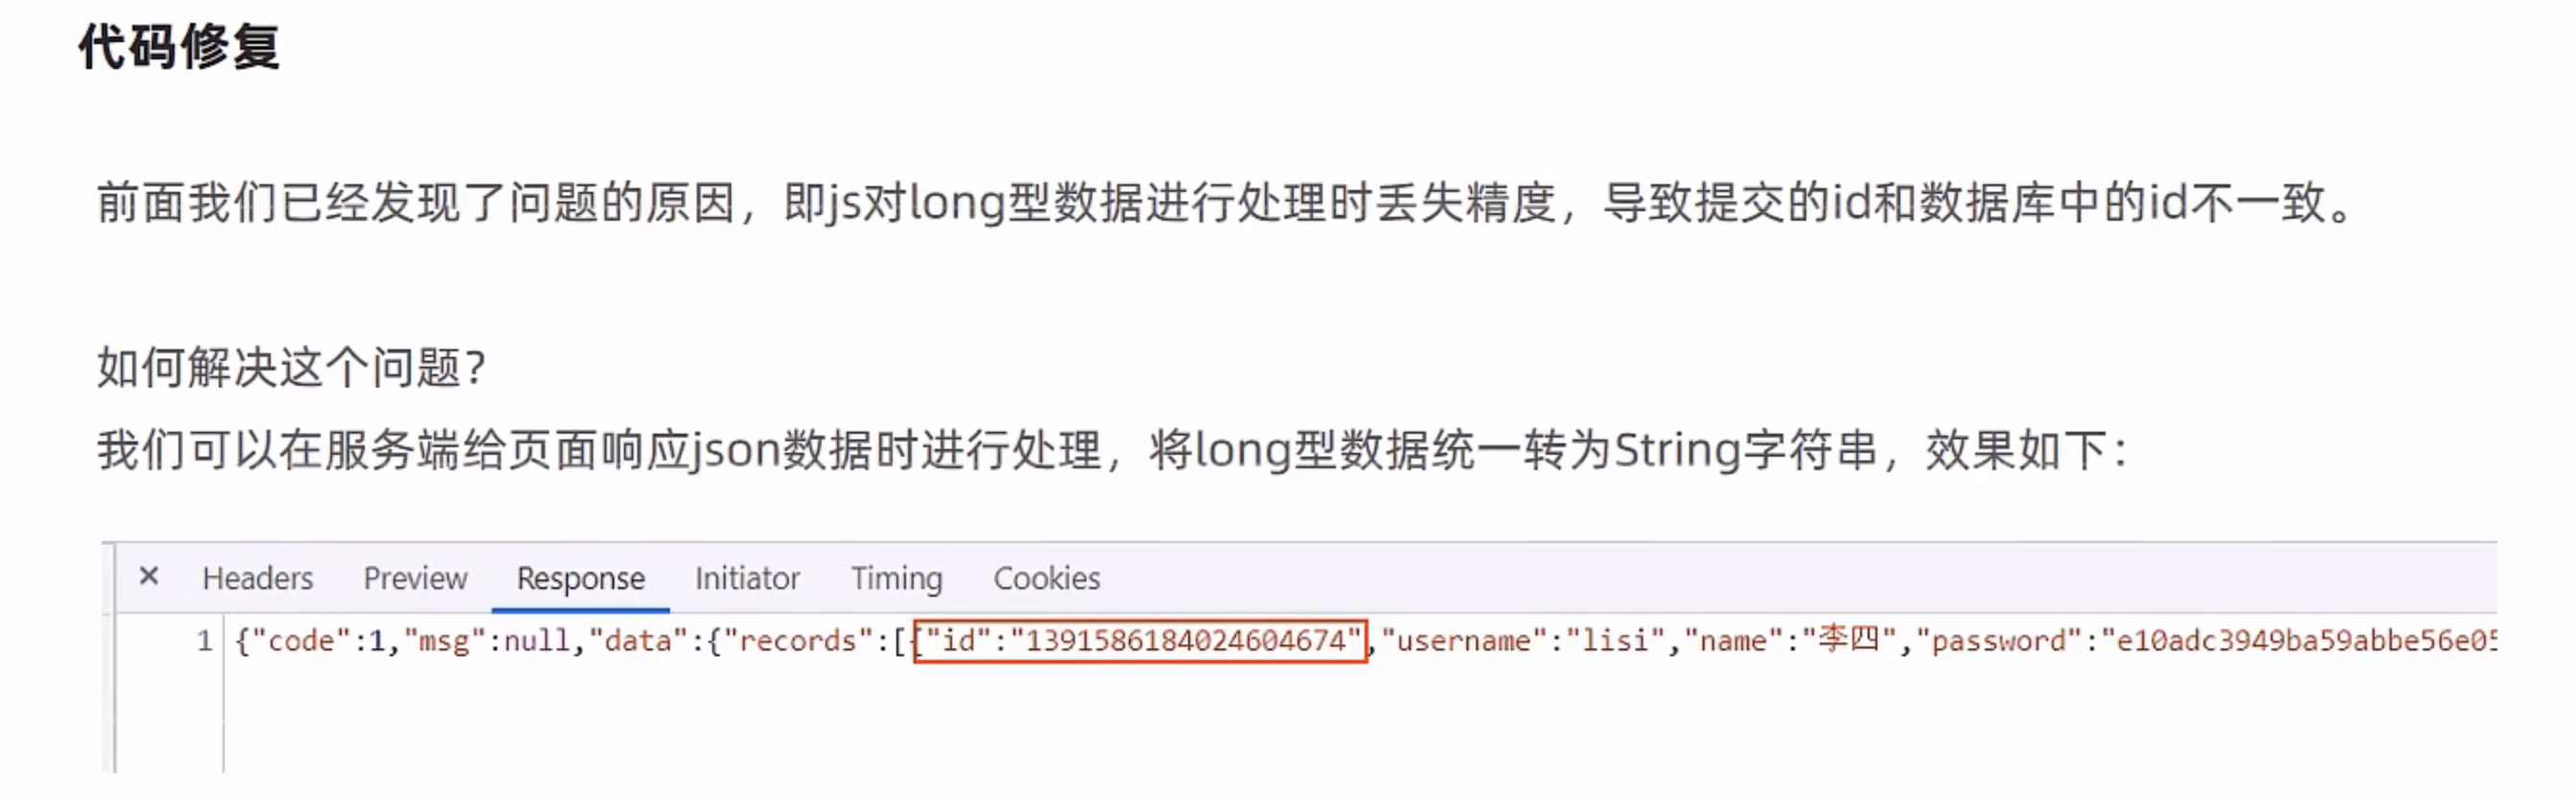 代码修复
前面我们已经发现了问题的原因，即js对long型数据进行处理时丢失精度，导致提交的id和数据库中的id不一致。
如何解决这个问题？
我们可以在服务端给页面响应json数据时进行处理，将long型数据统一转为String字符串，效果如下：
× Headers Preview Response Initiator Timing Cookies
1 {"code":1,"msg":null,"data":{"records":[{"id":"1391586184024604674","username":"lisi","name":"李四","password":"e10adc3949ba59abbe56e05